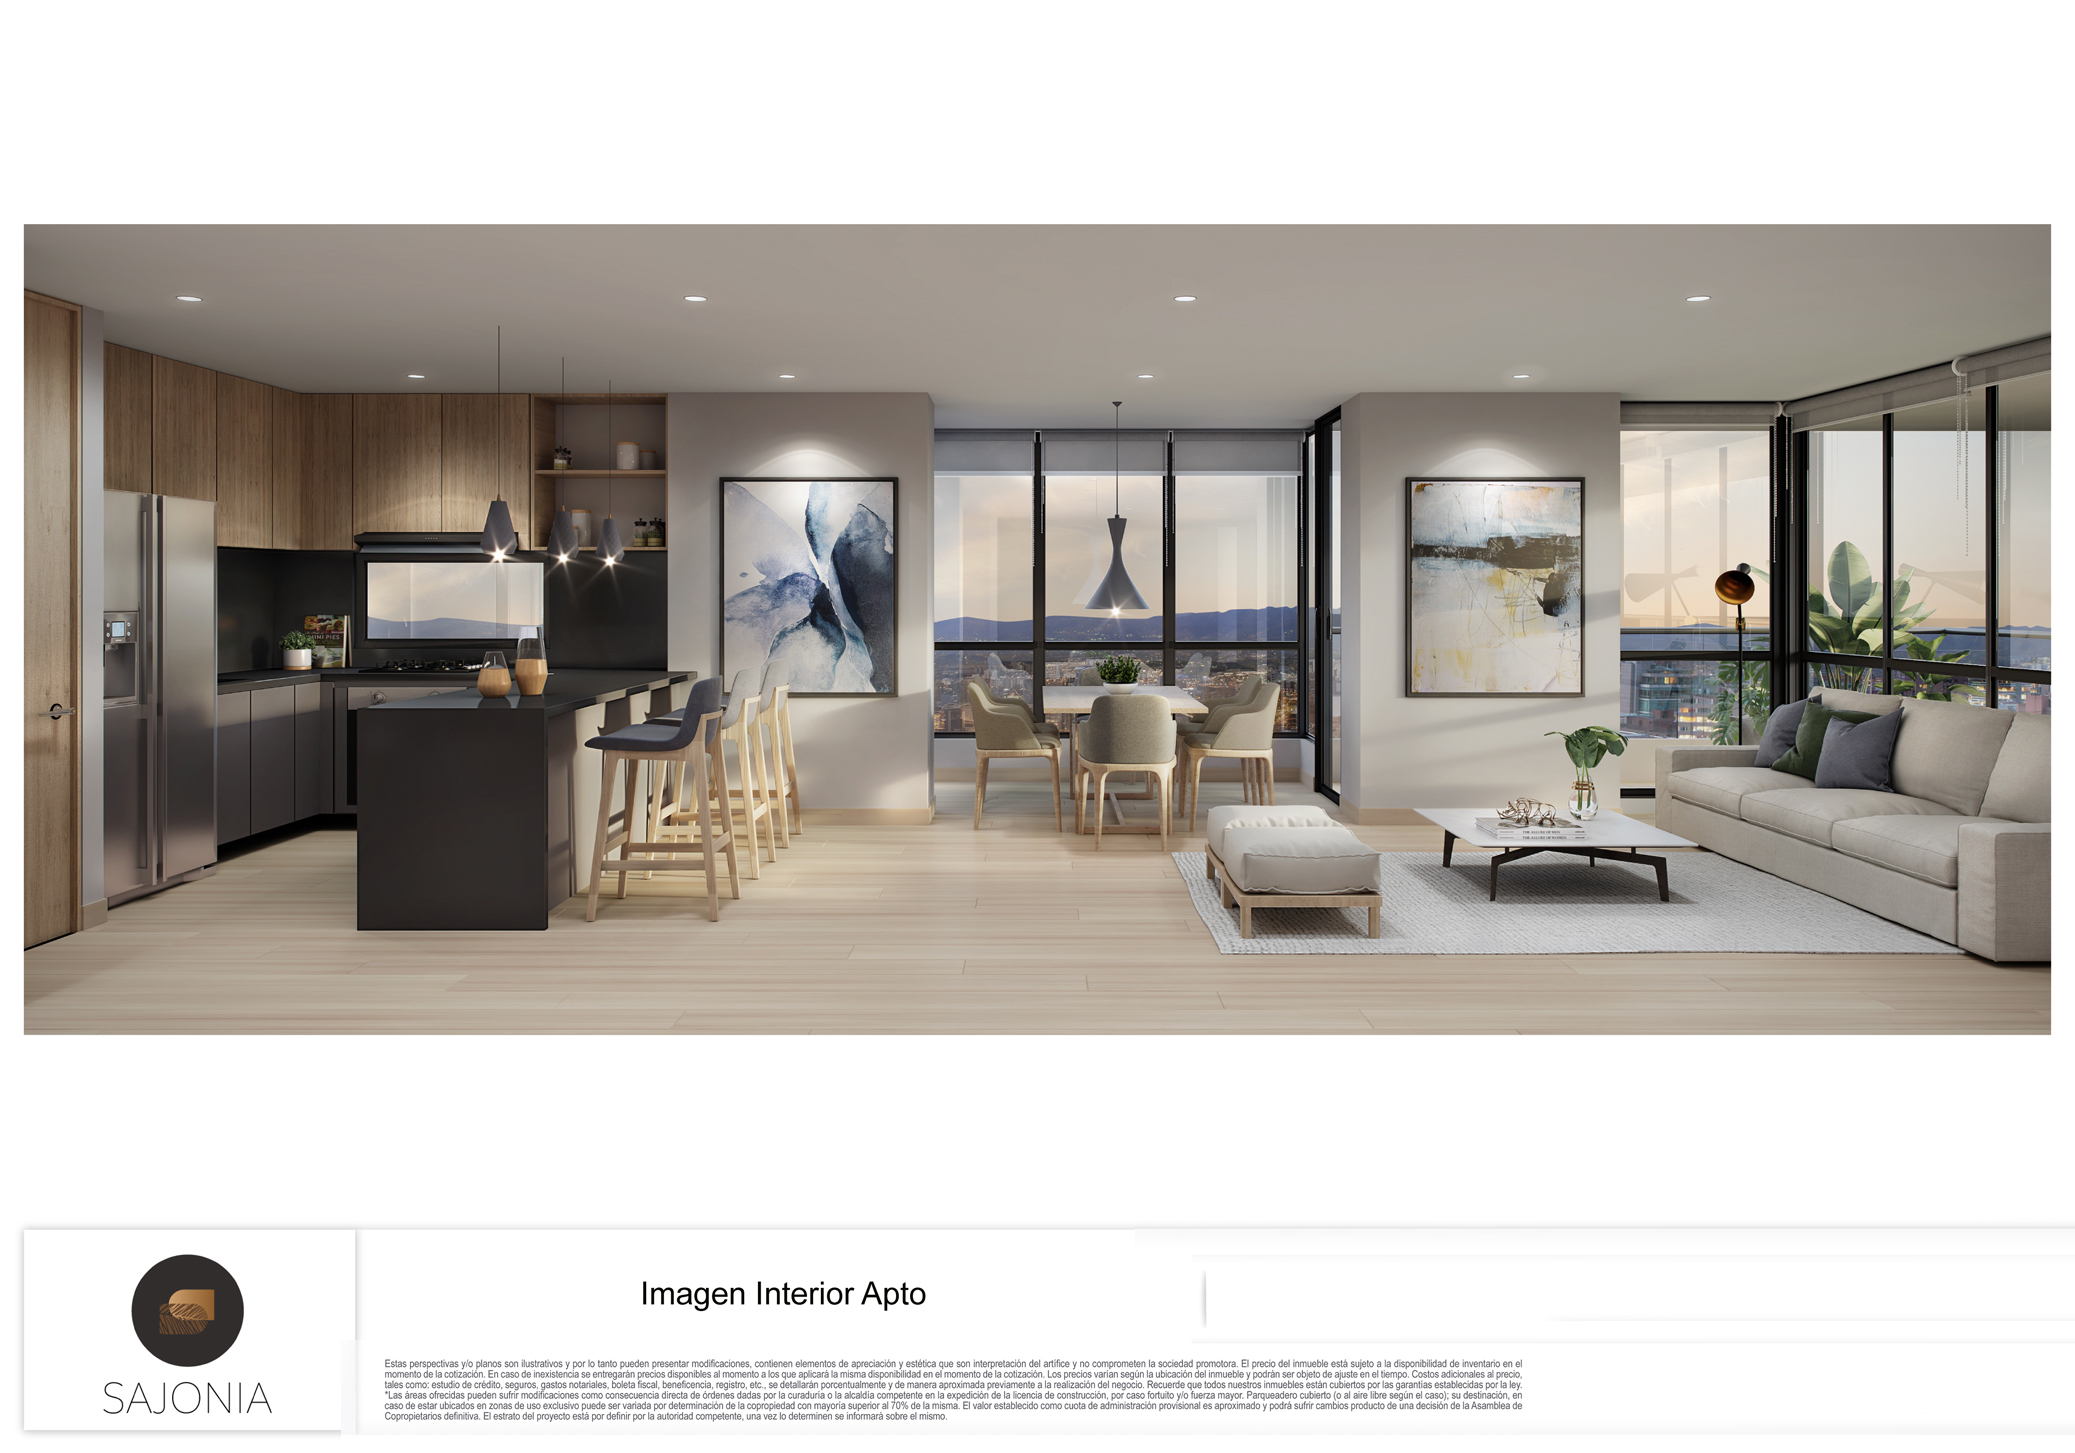 MINI PIES
THE ALLURE OF MEN
THE ALLURE OF WOMEN
SAJONIA
Imagen Interior Apto
Estas perspectivas y/o planos son ilustrativos y por lo tanto pueden presentar modificaciones, contienen elementos de apreciación y estética que son interpretación del artífice y no comprometen la sociedad promotora. El precio del inmueble está sujeto a la disponibilidad de inventario en el
momento de la cotización. En caso de inexistencia se entregarán precios disponibles al momento a los que aplicará la misma disponibilidad en el momento de la cotización. Los precios varían según la ubicación del inmueble y podrán ser objeto de ajuste en el tiempo. Costos adicionales al precio,
tales como: estudio de crédito, seguros, gastos notariales, boleta fiscal, beneficencia, registro, etc., se detallarán porcentualmente y de manera aproximada previamente a la realización del negocio. Recuerde que todos nuestros inmuebles están cubiertos por las garantías establecidas por la ley.
*Las áreas ofrecidas pueden sufrir modificaciones como consecuencia directa de órdenes dadas por la curaduría o la alcaldía competente en la expedición de la licencia de construcción, por caso fortuito y/o fuerza mayor. Parqueadero cubierto (o al aire libre según el caso); su destinación, en
caso de estar ubicados en zonas de uso exclusivo puede ser variada por determinación de la copropiedad con mayoría superior al 70% de la misma. El valor establecido como cuota de administración provisional es aproximado y podrá sufrir cambios producto de una decisión de la Asamblea de
Copropietarios definitiva. El estrato del proyecto está por definir por la autoridad competente, una vez lo determinen se informará sobre el mismo.